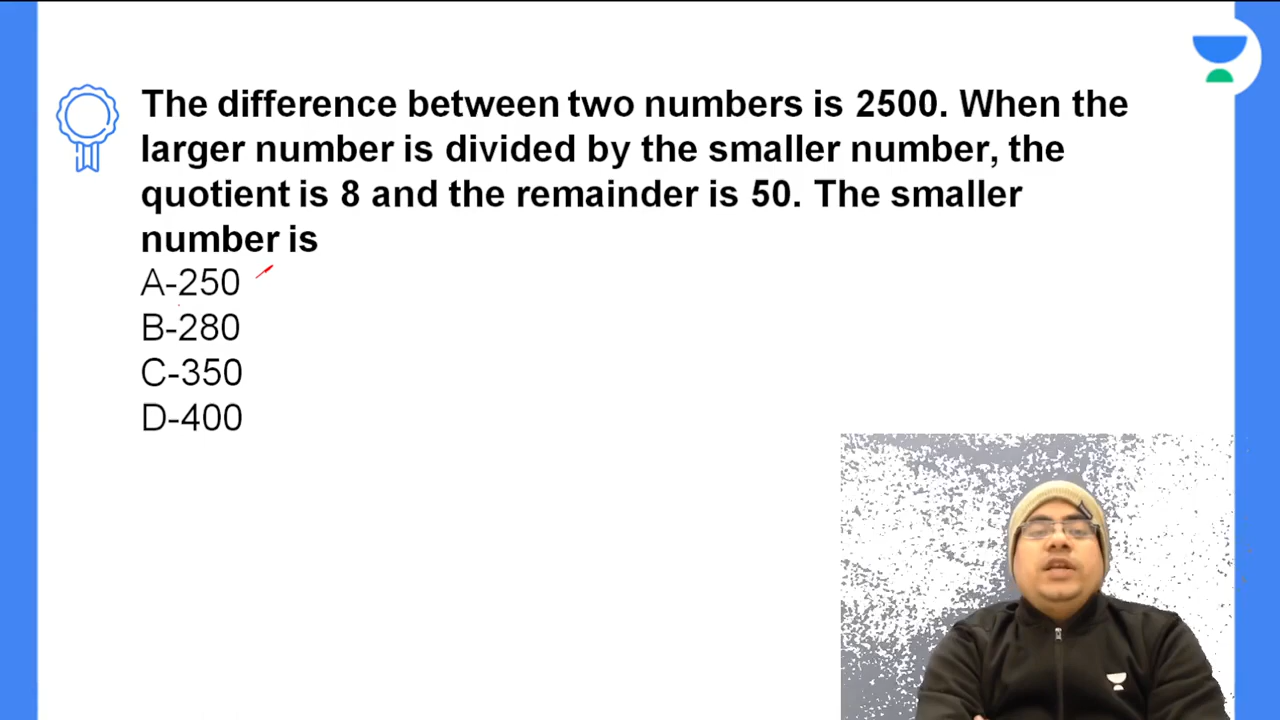 The difference between two numbers is 2500. When the
larger number is divided by the smaller number, the
quotient is 8 and the remainder is 50. The smaller
number is
A-250
B-280
C-350
D-400